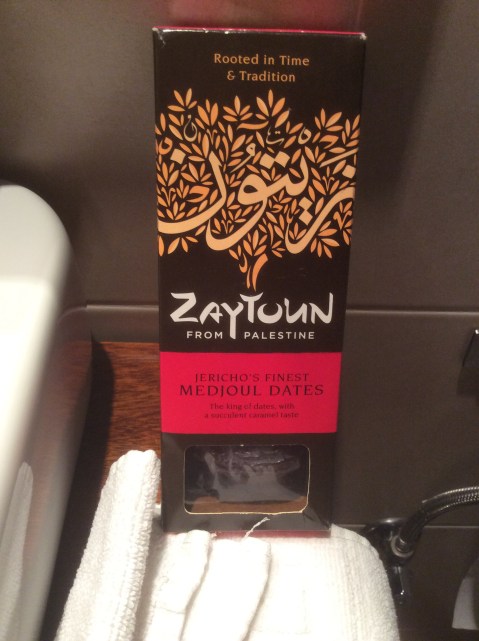 Rooted in Time
& Tradition
زيتون
ZAYTOUN
FROM PALESTINE
JERICHO'S FINEST
MEDJOUL DATES
The king of dates, with
a succulent caramel taste